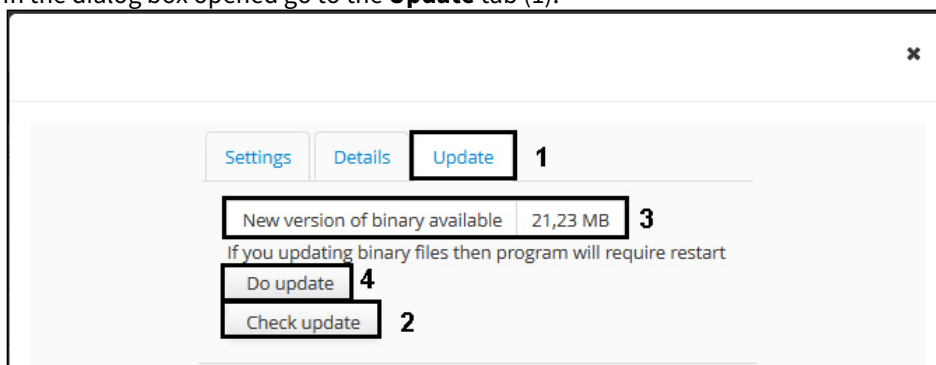 In the dialog box opened go to the Update tab (1).
×
Settings Details Update 1
New version of binary available 21,23 MB 3
If you updating binary files then program will require restart
Do update 4
Check update 2